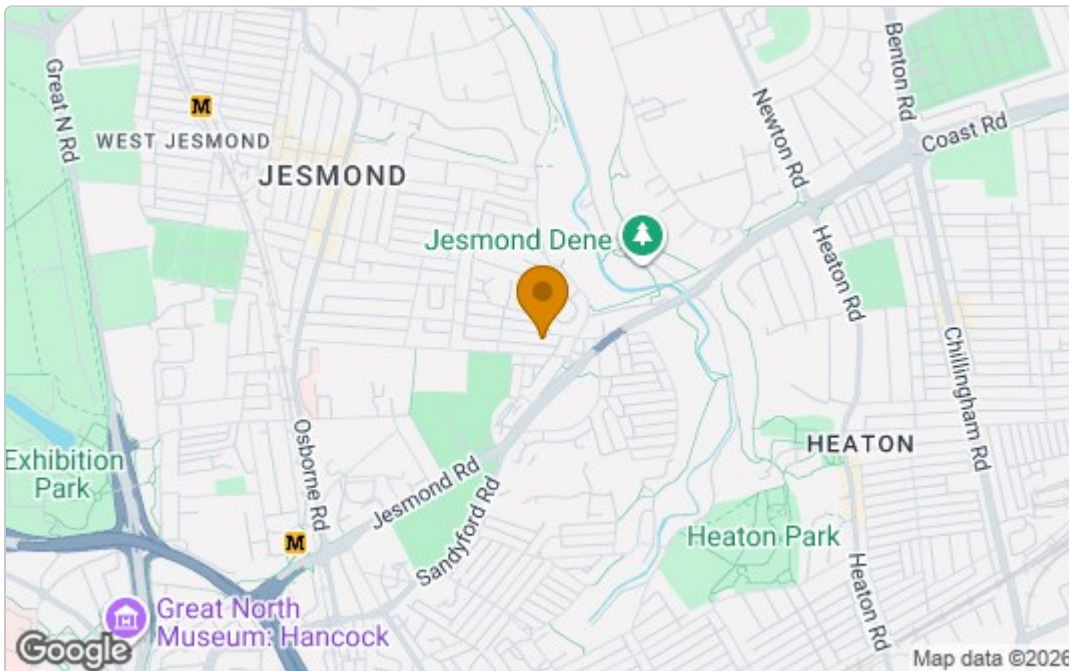 Great N Rd
M
WEST JESMOND
JESMOND
Benton Rd
Coast Rd
Newton Rd
Jesmond Dene
Heaton Rd
Chillingham Rd
Exhibition
Park
Osborne Rd
Jesmond Rd
Sandyford Rd
HEATON
M
Heaton Park
Heaton Rd
Great North
Museum: Hancock
Google
Map data ©2026